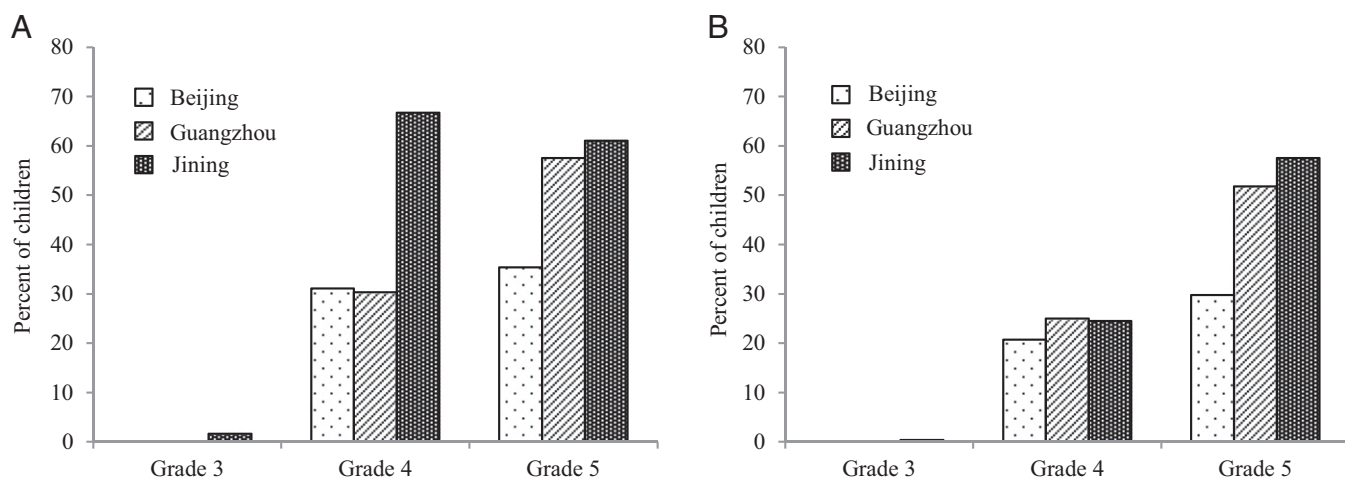 A
Percent of children
80
70
60
50
40
30
20
10
0
Beijing
Guangzhou
Jining
Grade 3
Grade 4
Grade 5
B
Percent of children
80
70
60
50
40
30
20
10
0
Beijing
Guangzhou
Jining
Grade 3
Grade 4
Grade 5